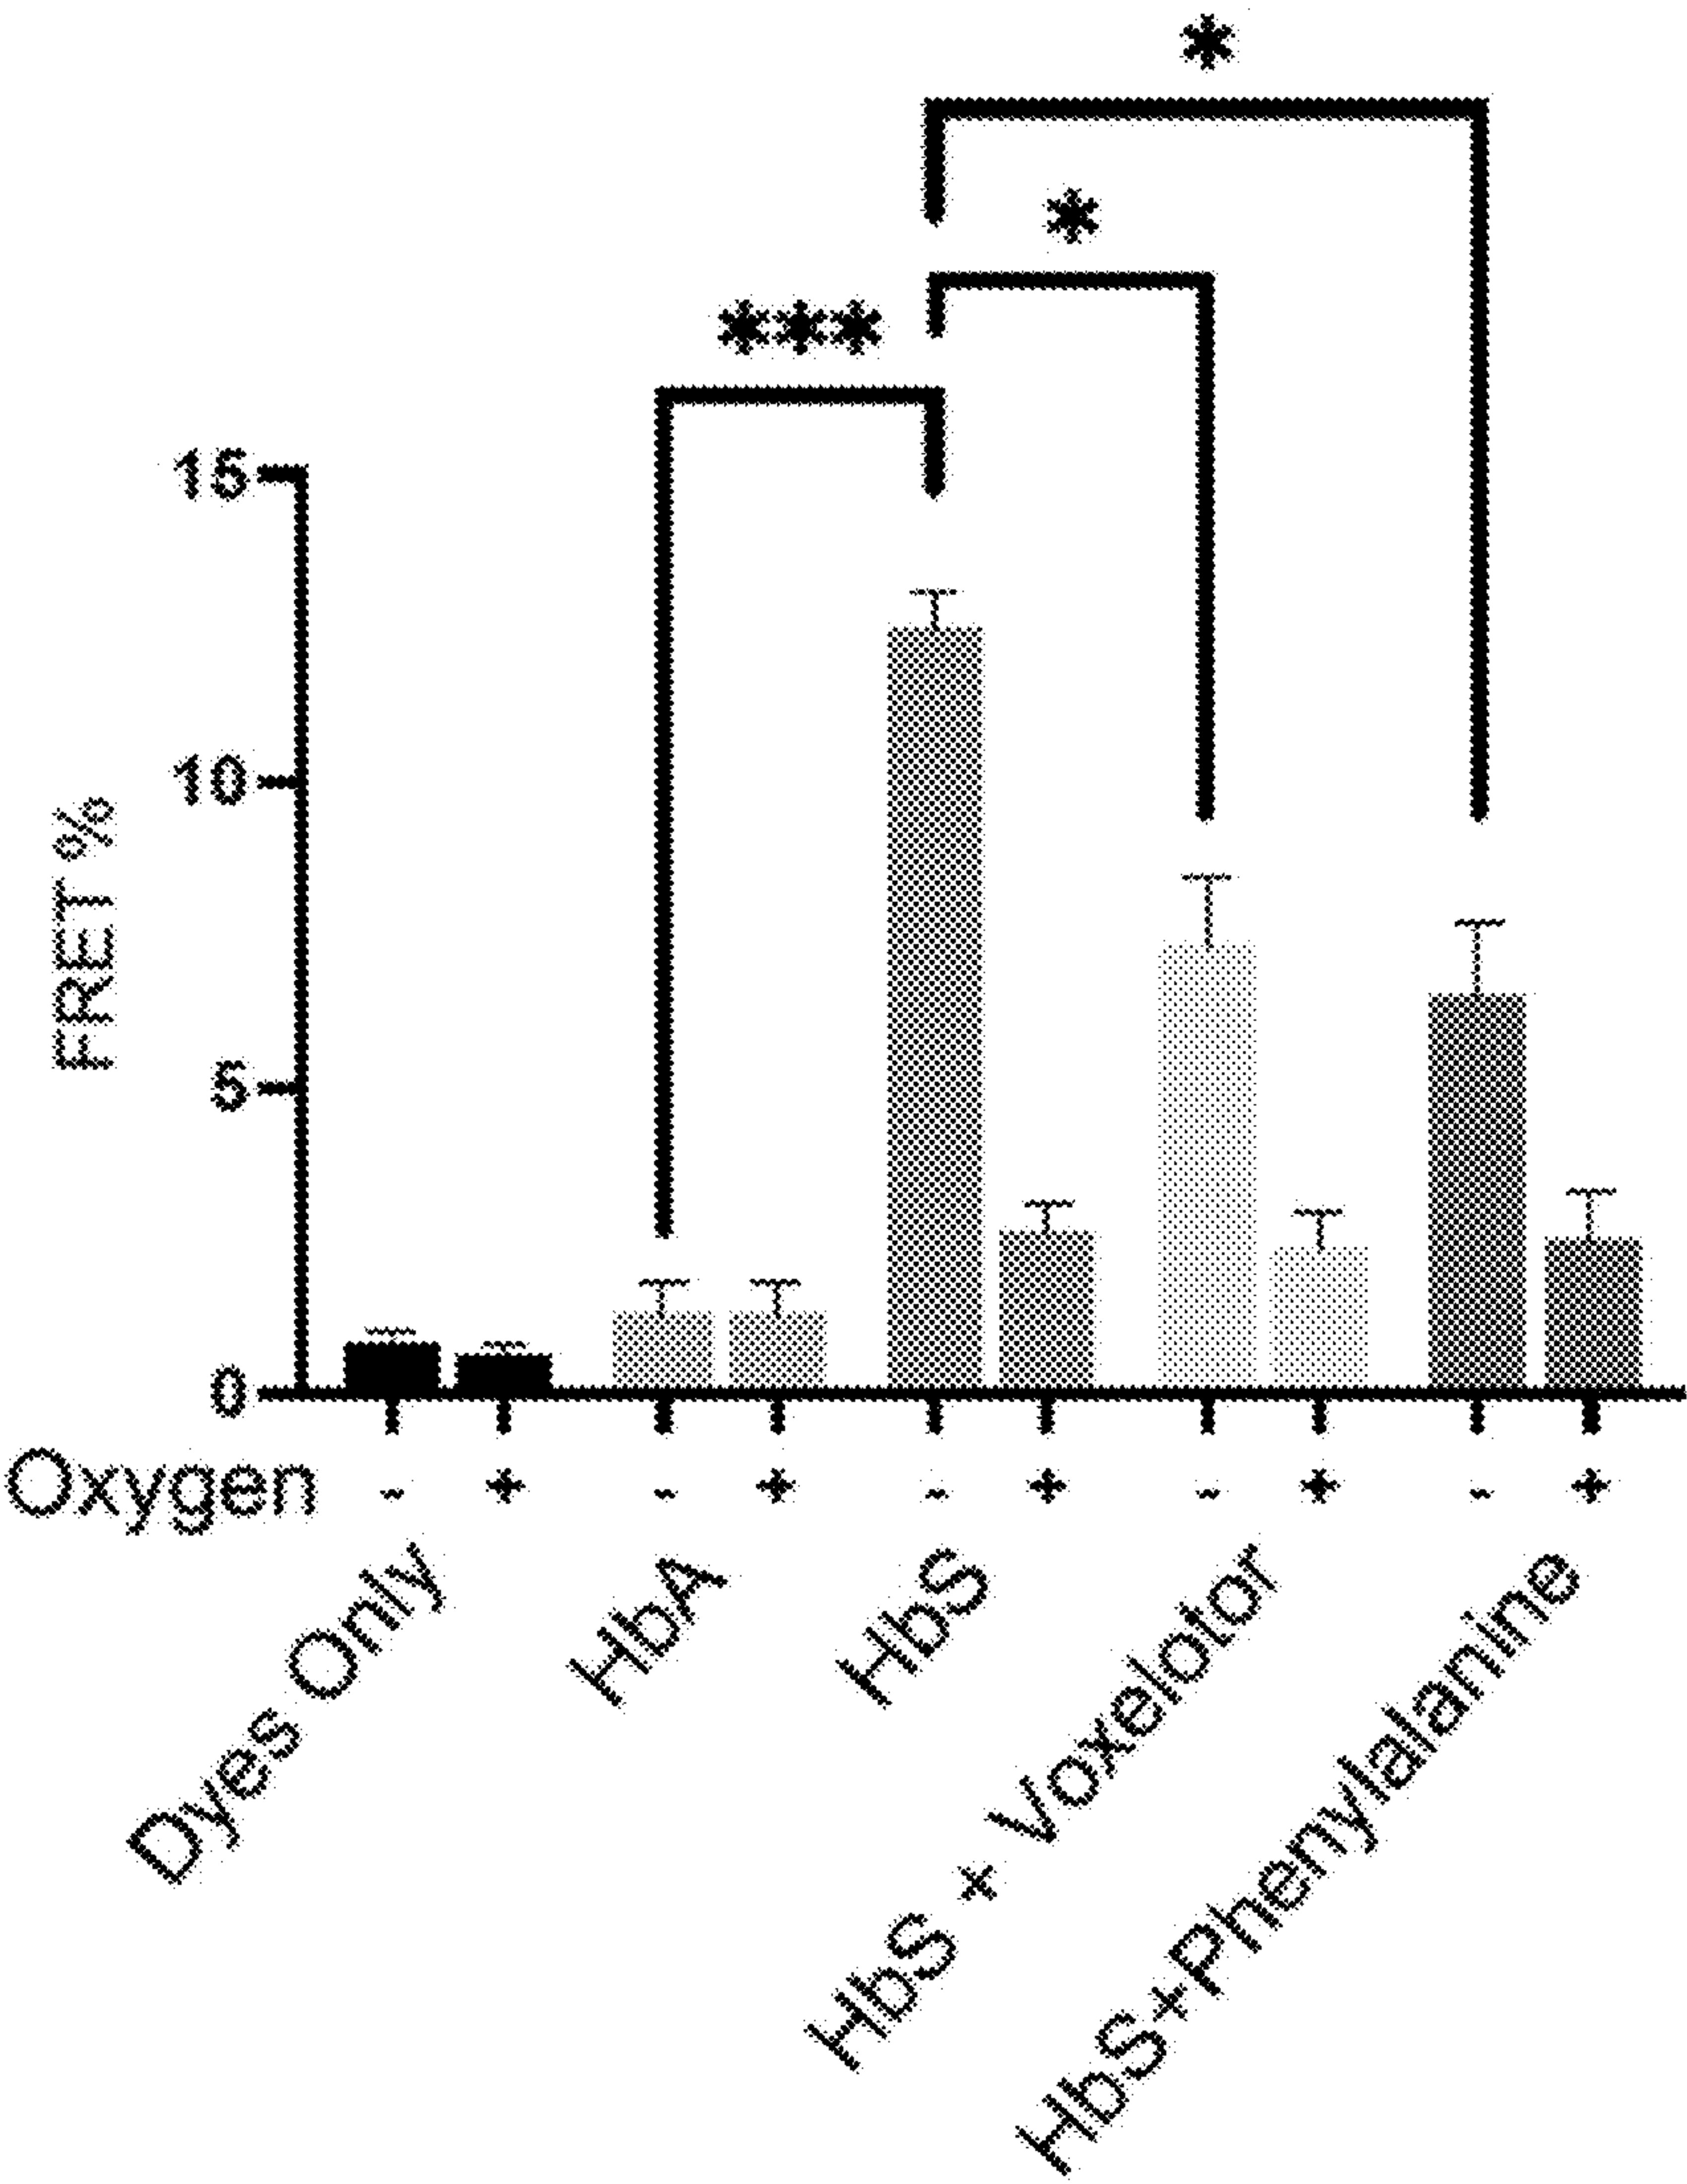 *
*
***
15
10
5
0
FRET %
Oxygen - + - + - + - + - +
Dyes Only
HbA
HbS
HbS + Voxelotor
HbS+Phenylalanine